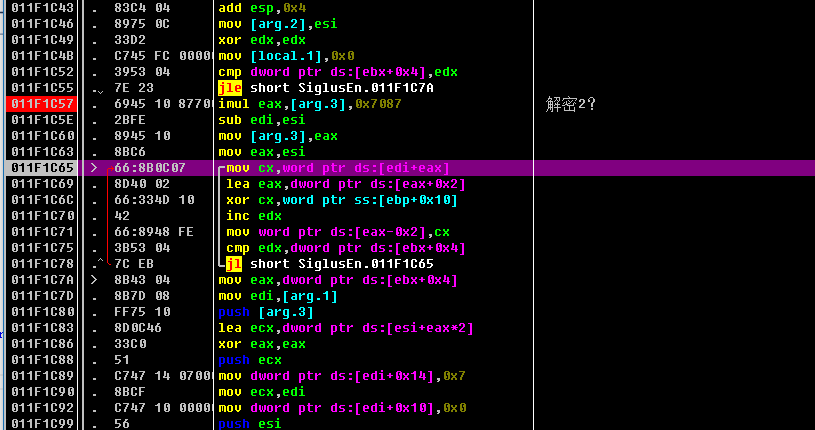 011F1C43 . 83C4 04 add esp,0x4
011F1C46 . 8975 0C mov [arg.2],esi
011F1C49 . 33D2 xor edx,edx
011F1C4B . C745 FC 00000 mov [local.1],0x0
011F1C52 . 3953 04 cmp dword ptr ds:[ebx+0x4],edx
011F1C55 . 7E 23 jle short SiglusEn.011F1C7A
011F1C57 . 6945 10 87700 imul eax,[arg.3],0x7087 解密2?
011F1C5E . 2BFE sub edi,esi
011F1C60 . 8945 10 mov [arg.3],eax
011F1C63 . 8BC6 mov eax,esi
011F1C65 > 66:8B0C07 mov cx,word ptr ds:[edi+eax]
011F1C69 . 8D40 02 lea eax,dword ptr ds:[eax+0x2]
011F1C6C . 66:334D 10 xor cx,word ptr ss:[ebp+0x10]
011F1C70 . 42 inc edx
011F1C71 . 66:8948 FE mov word ptr ds:[eax-0x2],cx
011F1C75 . 3B53 04 cmp edx,dword ptr ds:[ebx+0x4]
011F1C78 .^ 7C EB jl short SiglusEn.011F1C65
011F1C7A > 8B43 04 mov eax,dword ptr ds:[ebx+0x4]
011F1C7D . 8B7D 08 mov edi,[arg.1]
011F1C80 . FF75 10 push [arg.3]
011F1C83 . 8D0C46 lea ecx,dword ptr ds:[esi+eax*2]
011F1C86 . 33C0 xor eax,eax
011F1C88 . 51 push ecx
011F1C89 . C747 14 07000 mov dword ptr ds:[edi+0x14],0x7
011F1C90 . 8BCF mov ecx,edi
011F1C92 . C747 10 00000 mov dword ptr ds:[edi+0x10],0x0
011F1C99 . 56 push esi